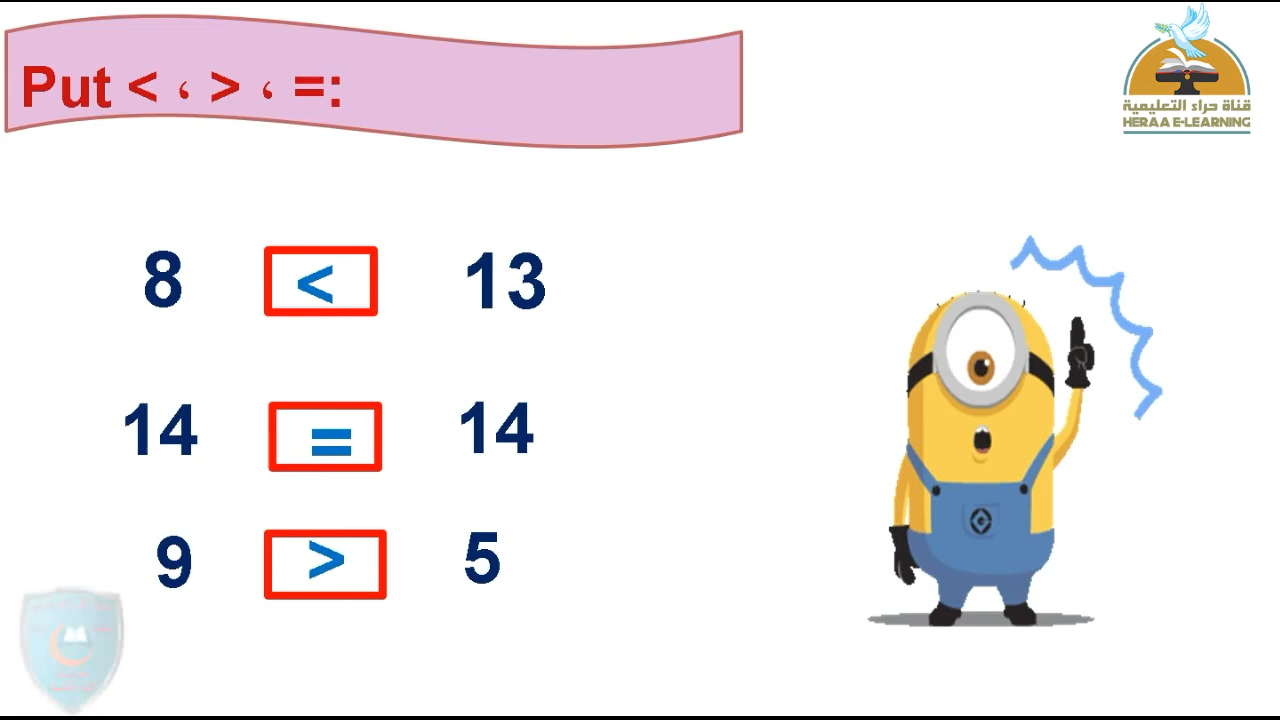 Put < ، > ، =:
قناة حراء التعليمية
HERAA E-LEARNING
8 < 13
14 = 14
9 > 5